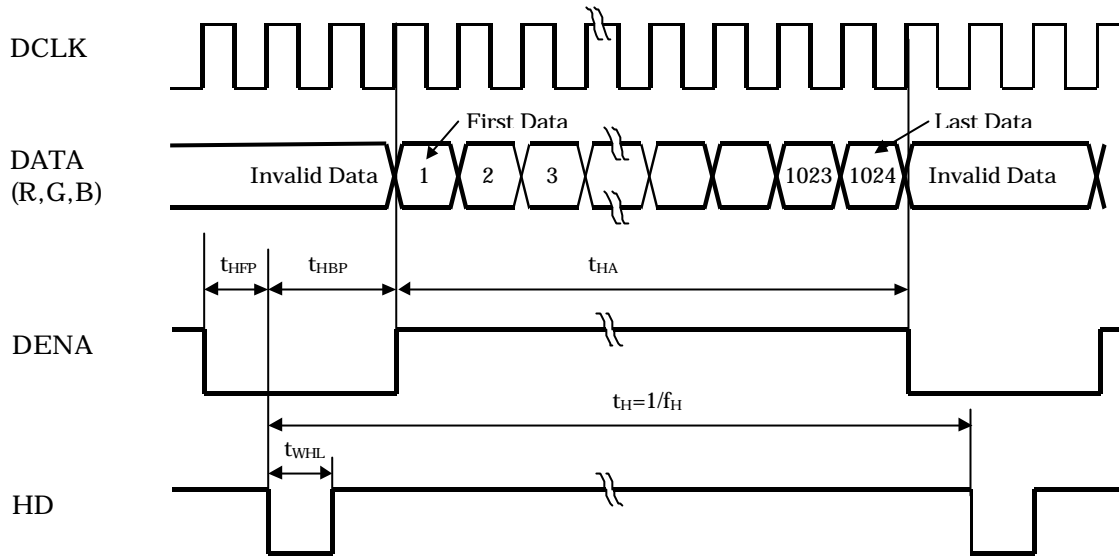 DCLK
First Data
Last Data
DATA
(R,G,B)
Invalid Data 1 2 3 1023 1024 Invalid Data
tHFP tHBP tHA
DENA
tH=1/fH
tWHL
HD